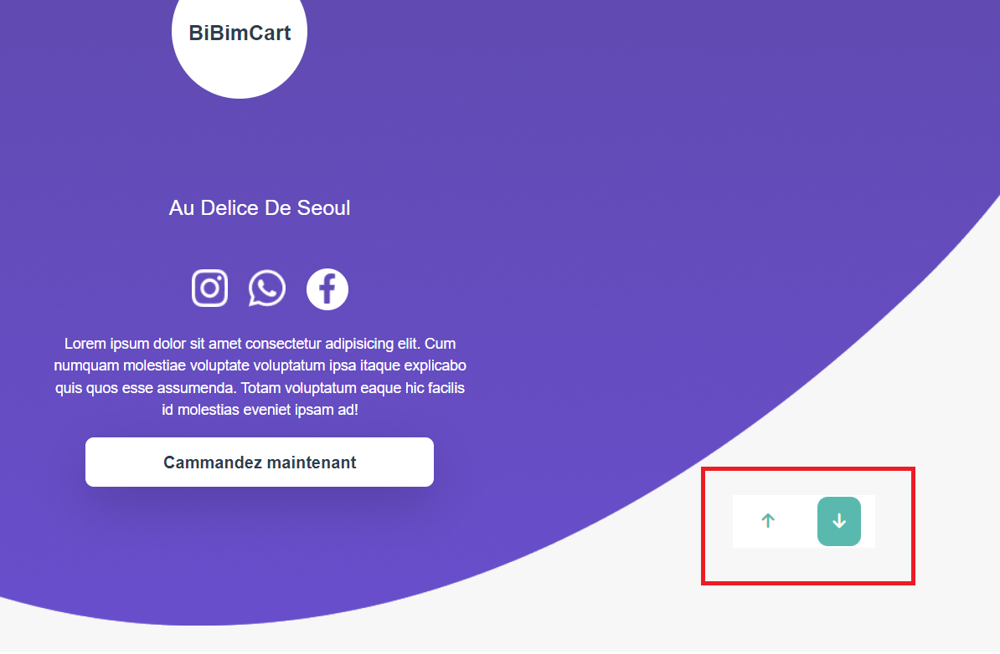 BiBimCart
Au Delice De Seoul
Lorem ipsum dolor sit amet consectetur adipisicing elit. Cum
numquam molestiae voluptate voluptatum ipsa itaque explicabo
quis quos esse assumenda. Totam voluptatum eaque hic facilis
id molestias eveniet ipsam ad!
Cammandez maintenant